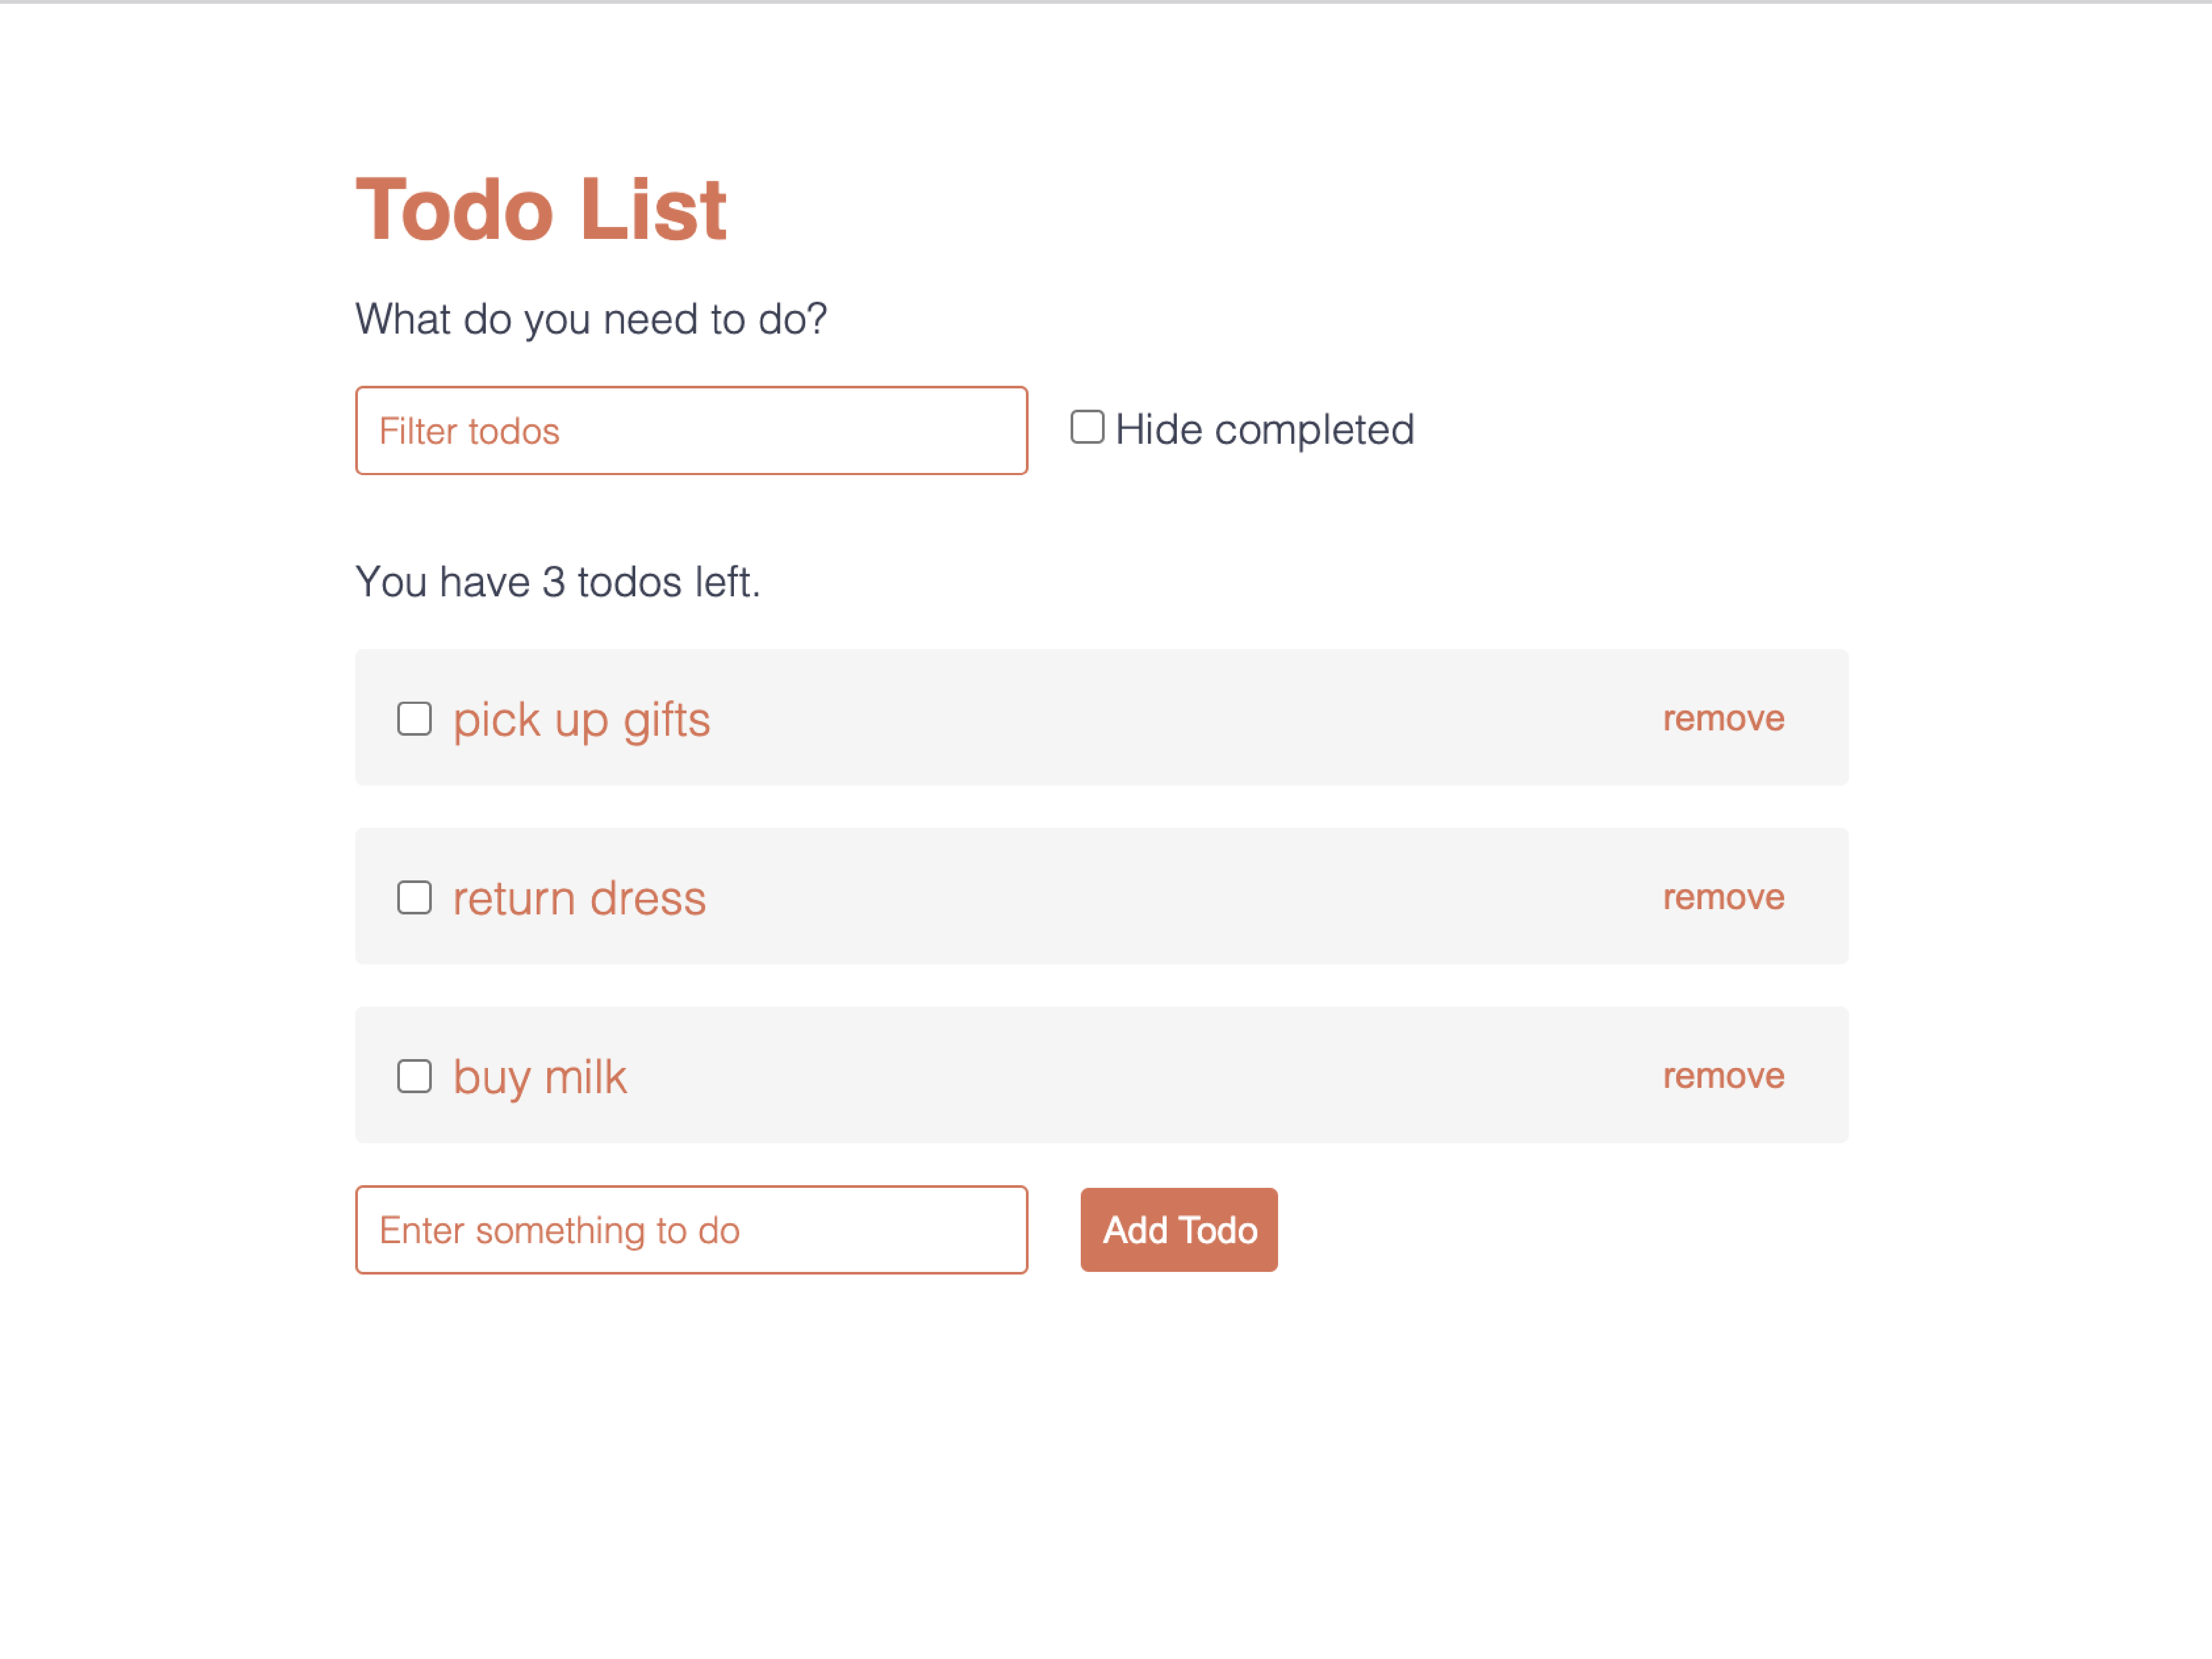 Todo List
What do you need to do?
Filter todos
Hide completed
You have 3 todos left.
pick up gifts
remove
return dress
remove
buy milk
remove
Enter something to do
Add Todo